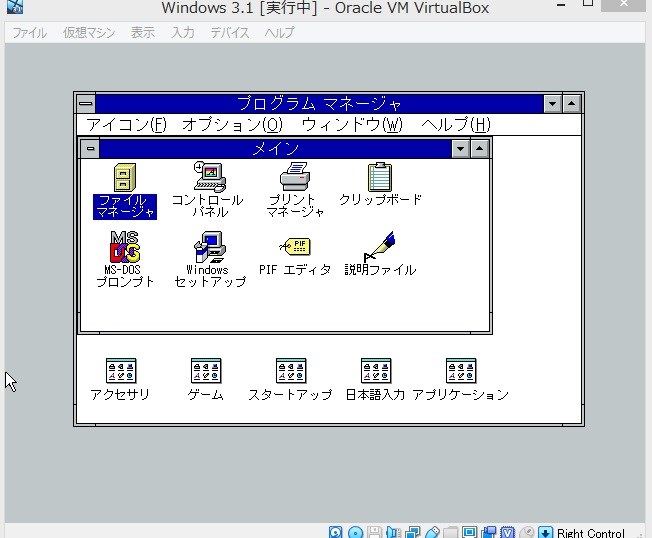 Windows 3.1 [実行中] - Oracle VM VirtualBox
ファイル 仮想マシン 表示 入力 デバイス ヘルプ
プログラム マネージャ
アイコン(F) オプション(O) ウィンドウ(W) ヘルプ(H)
メイン
ファイル
マネージャ
コントロール
パネル
プリント
マネージャ
クリップボード
MS-DOS
MS-DOS
プロンプト
Windows
セットアップ
PIF
PIF エディタ
説明ファイル
アクセサリ
ゲーム
スタートアップ
日本語入力
アプリケーション
Right Control